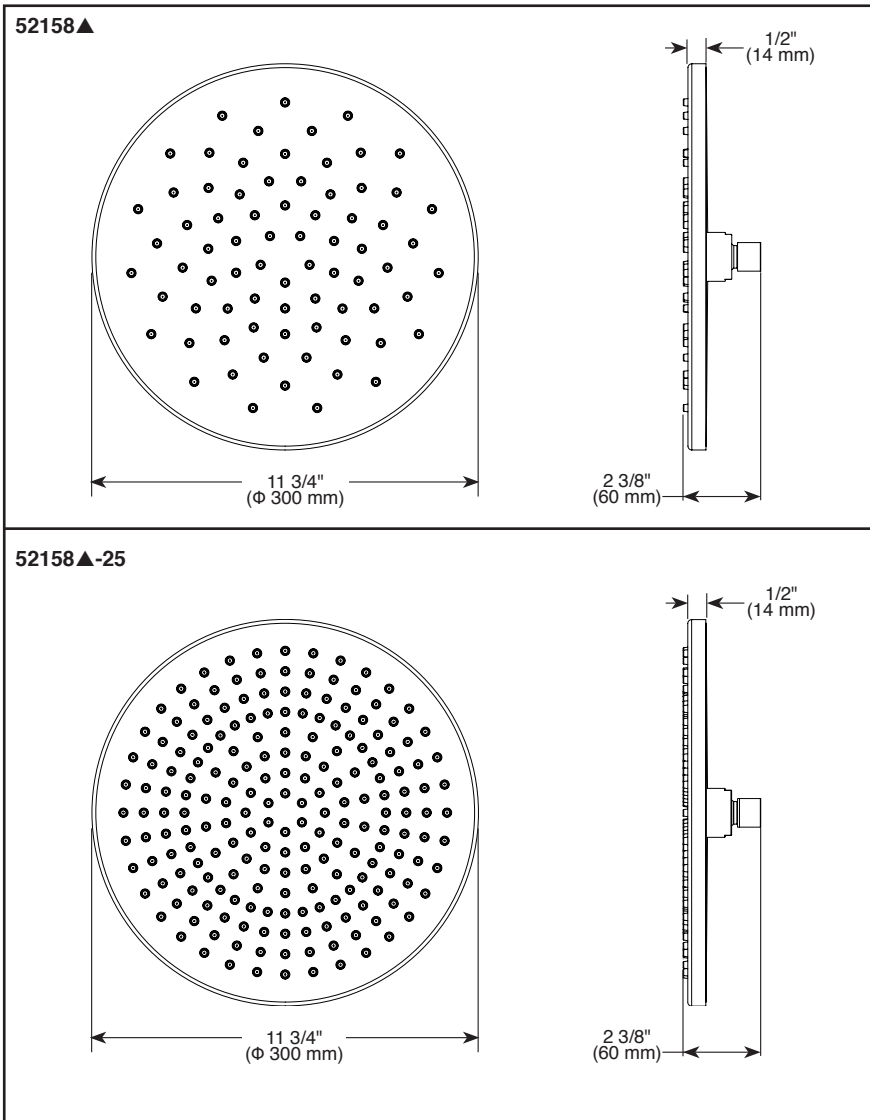 52158▲
1/2"
(14 mm)
11 3/4"
(Φ 300 mm)
2 3/8"
(60 mm)
52158▲-25
1/2"
(14 mm)
11 3/4"
(Φ 300 mm)
2 3/8"
(60 mm)